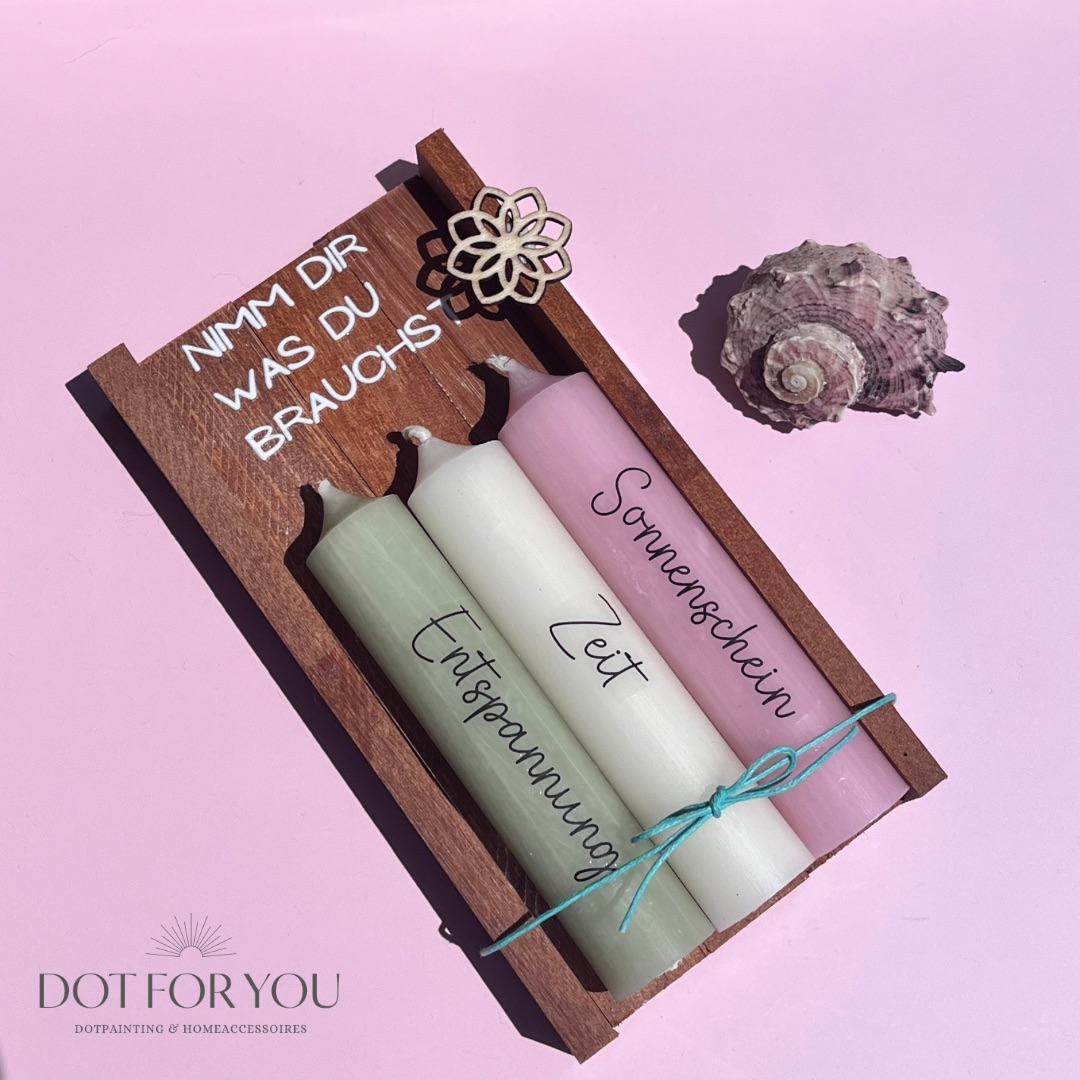 NIMM DIR
WAS DU
BRAUCHST
Entspannung
Zeit
Sonnenschein
DOT FOR YOU
DOTPAINTING & HOMEACCESSOIRES